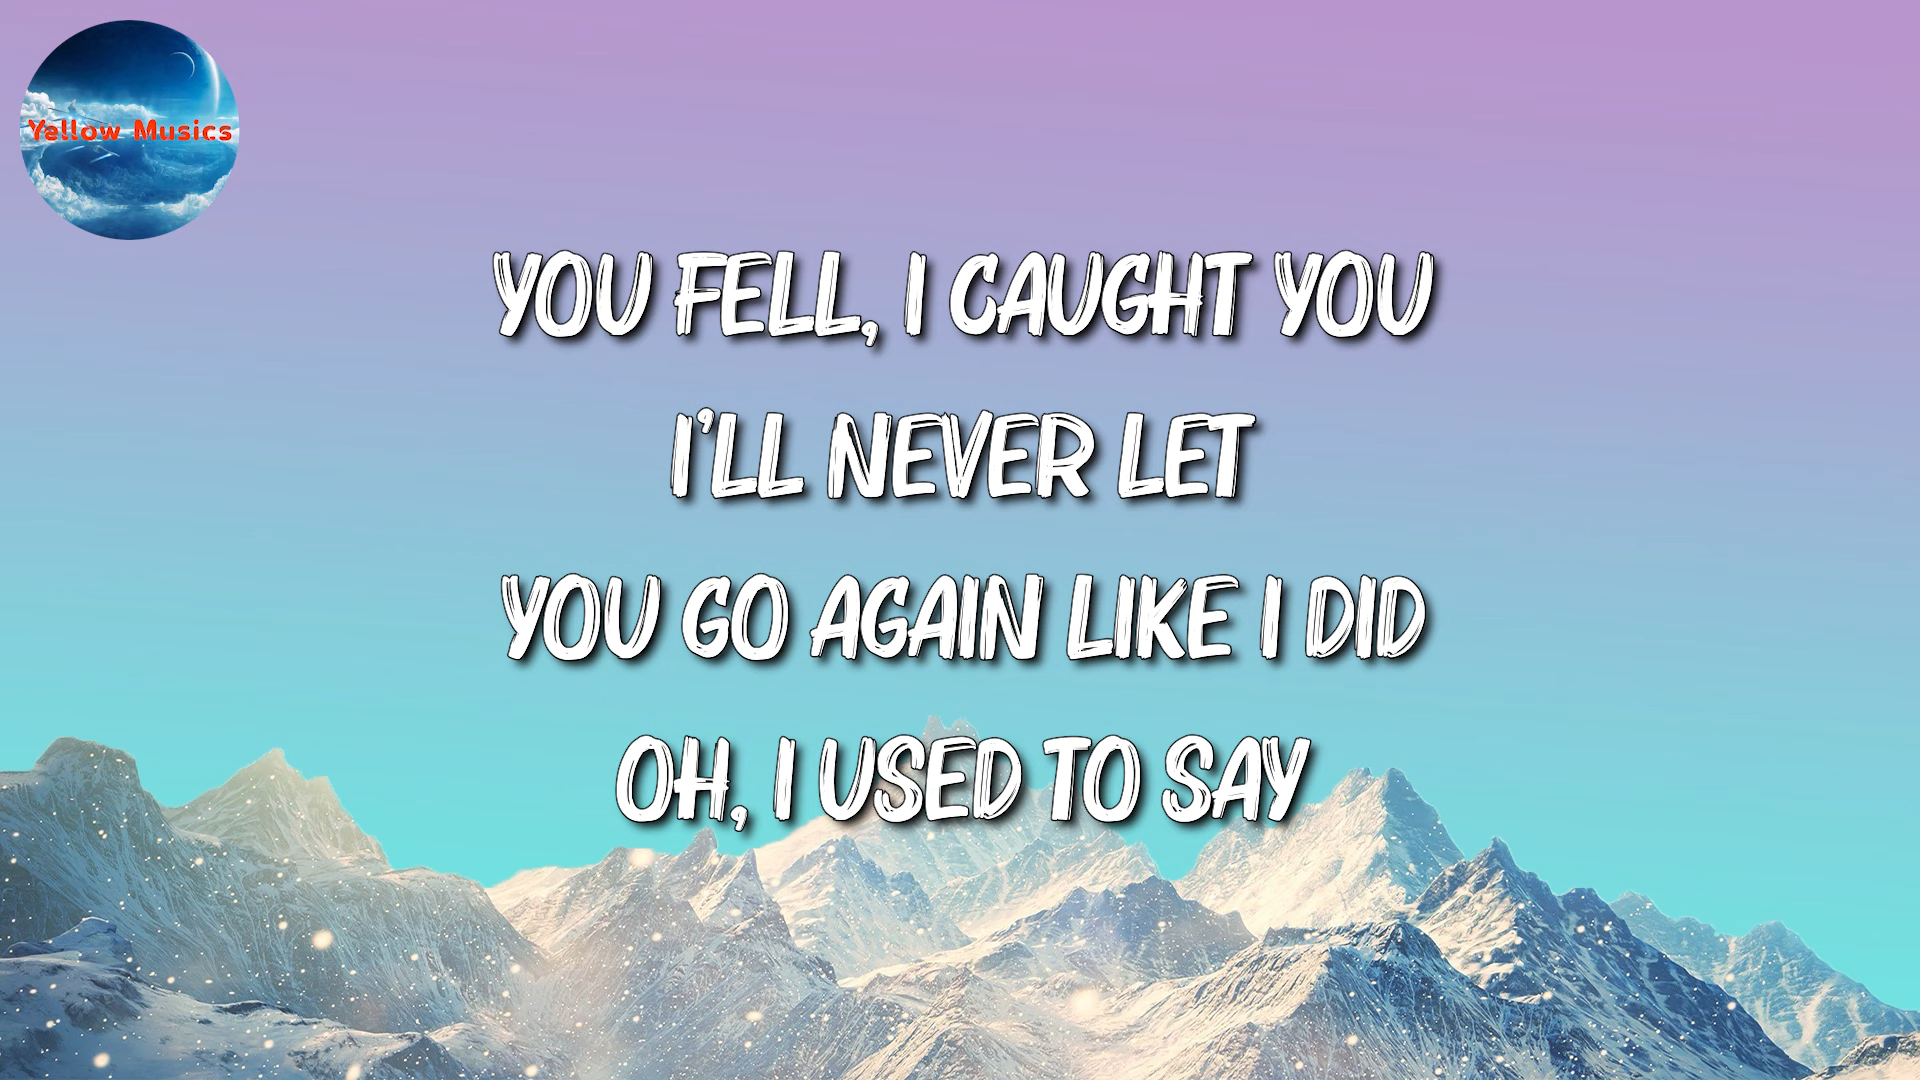 Yellow Musics
YOU FELL, I CAUGHT YOU
I'LL NEVER LET
YOU GO AGAIN LIKE I DID
OH, I USED TO SAY